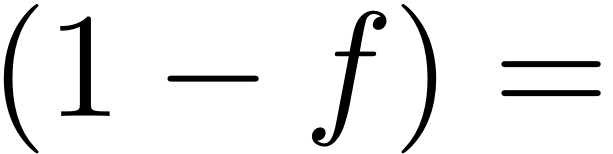 (1 − f) =